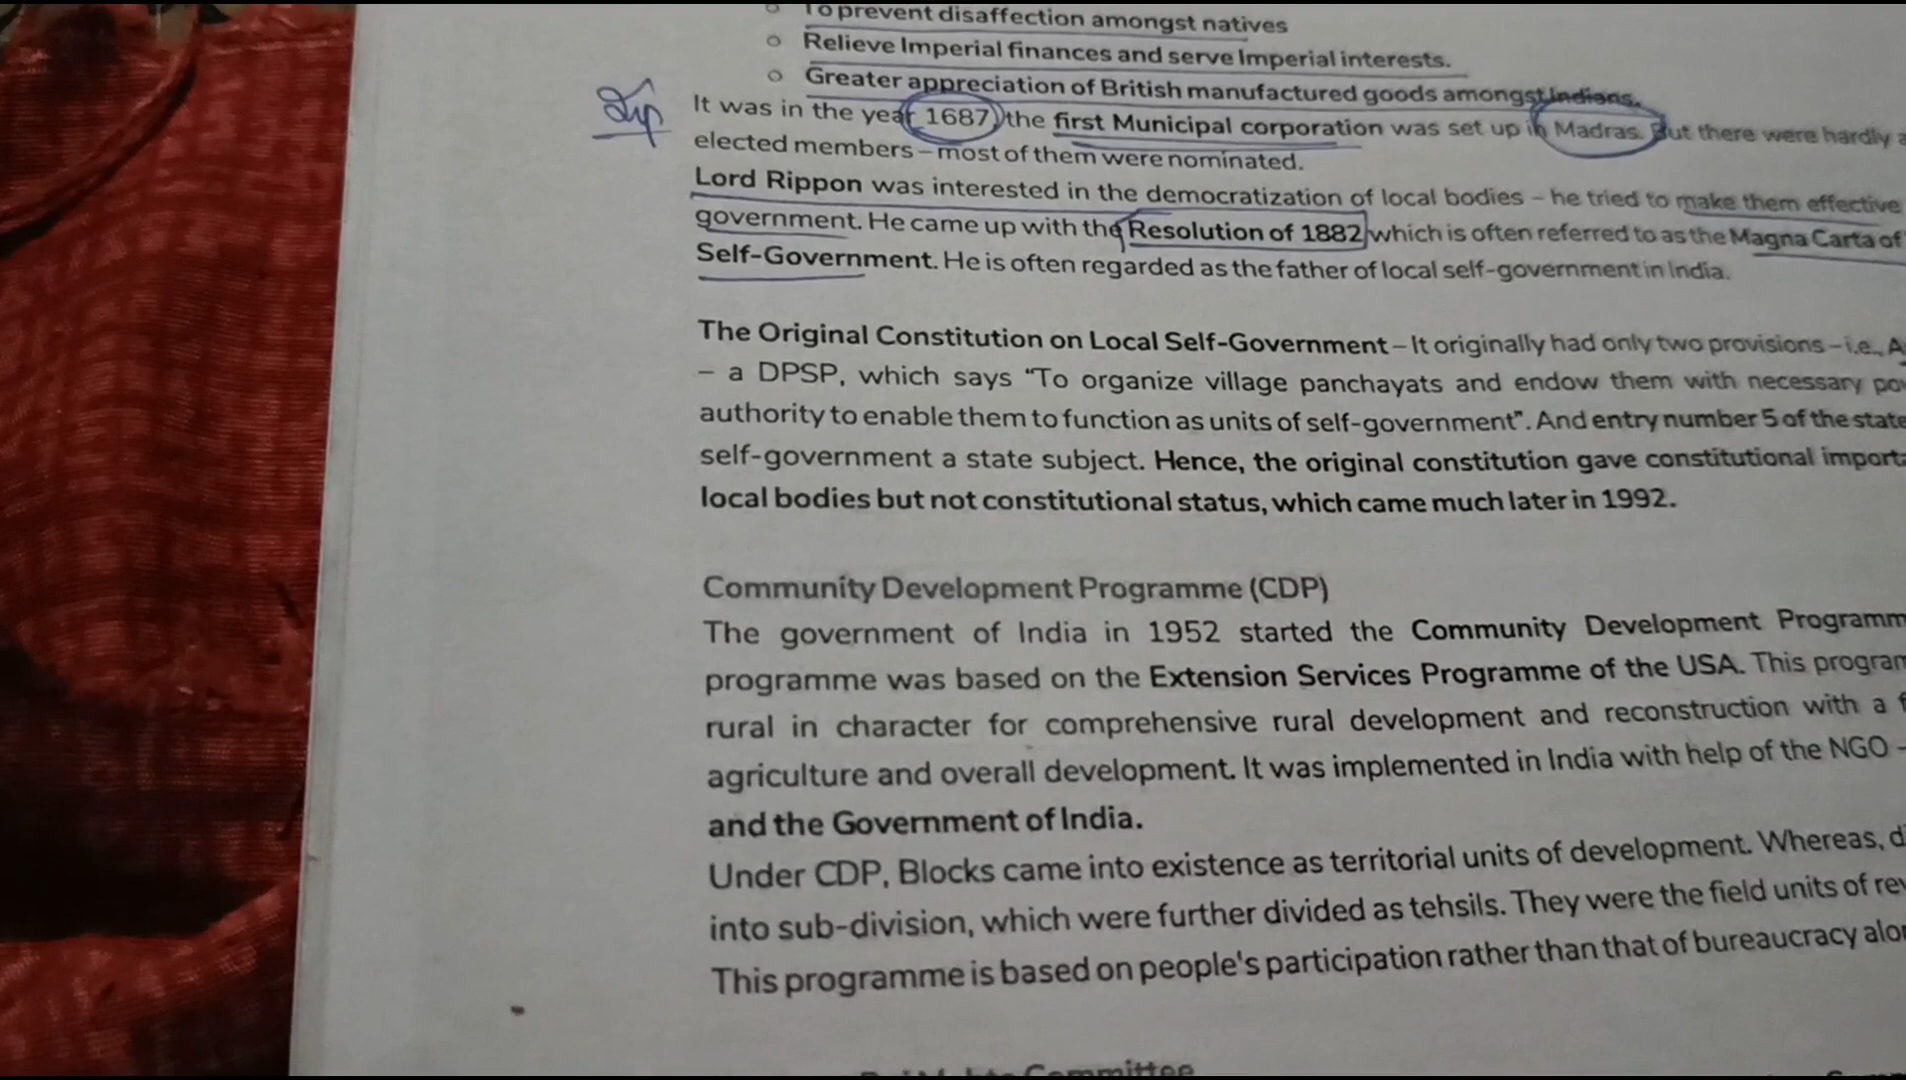 To prevent disaffection amongst natives
Relieve Imperial finances and serve Imperial interests.
Greater appreciation of British manufactured goods amongst Indians.
Imp
It was in the year 1687, the first Municipal corporation was set up in Madras. But there were hardly a
elected members – most of them were nominated.
Lord Rippon was interested in the democratization of local bodies – he tried to make them effective
government. He came up with the Resolution of 1882 which is often referred to as the Magna Carta of
Self-Government. He is often regarded as the father of local self-government in India.
The Original Constitution on Local Self-Government – It originally had only two provisions – i.e., A
– a DPSP, which says "To organize village panchayats and endow them with necessary po
authority to enable them to function as units of self-government". And entry number 5 of the state
self-government a state subject. Hence, the original constitution gave constitutional importa
local bodies but not constitutional status, which came much later in 1992.
Community Development Programme (CDP)
The government of India in 1952 started the Community Development Programm
programme was based on the Extension Services Programme of the USA. This program
rural in character for comprehensive rural development and reconstruction with a f
agriculture and overall development. It was implemented in India with help of the NGO –
and the Government of India.
Under CDP, Blocks came into existence as territorial units of development. Whereas, d
into sub-division, which were further divided as tehsils. They were the field units of rev
This programme is based on people's participation rather than that of bureaucracy alo
Committee